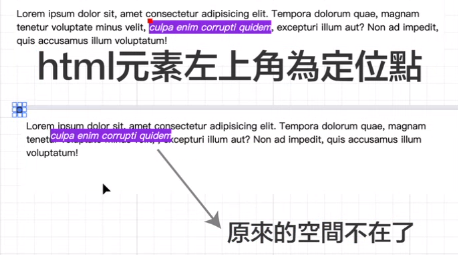 Lorem ipsum dolor sit, amet consectetur adipisicing elit. Tempora dolorum quae, magnam
tenetur voluptate minus velit, culpa enim corrupti quidem, excepturi illum aut? Non ad impedit,
quis accusamus illum voluptatum!
html元素左上角為定位點
Lorem ipsum dolor sit, amet consectetur adipisicing elit. Tempora dolorum quae, magnam
culpa enim corrupti quidem
tenetur excepturi illum aut? Non ad impedit, quis accusamus illum
voluptatum!
原來的空間不在了